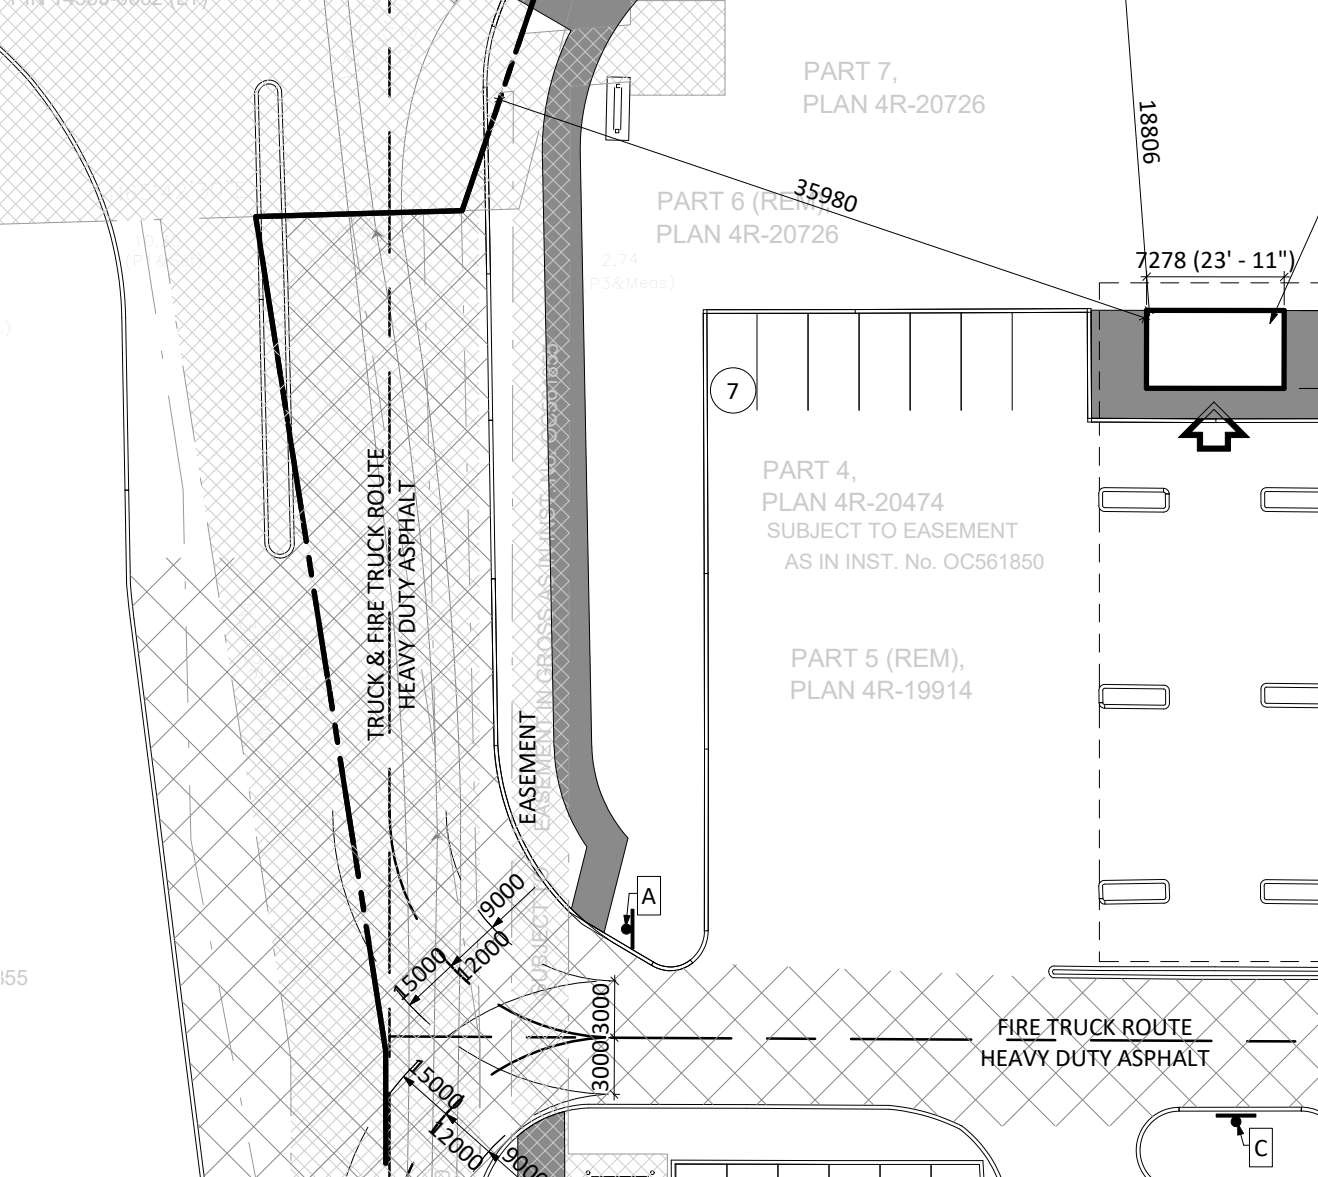 PART 7,
PLAN 4R-20726
18806
35980
PART 6 (REM),
PLAN 4R-20726
2.74
P3&Meas)
7278 (23' - 11")
7
TRUCK & FIRE TRUCK ROUTE
HEAVY DUTY ASPHALT
PART 4,
PLAN 4R-20474
SUBJECT TO EASEMENT
AS IN INST. No. OC561850
PART 5 (REM),
PLAN 4R-19914
EASEMENT
A
9000
12000
15000
855
3000
3000
FIRE TRUCK ROUTE
HEAVY DUTY ASPHALT
15000
12000
9000
C